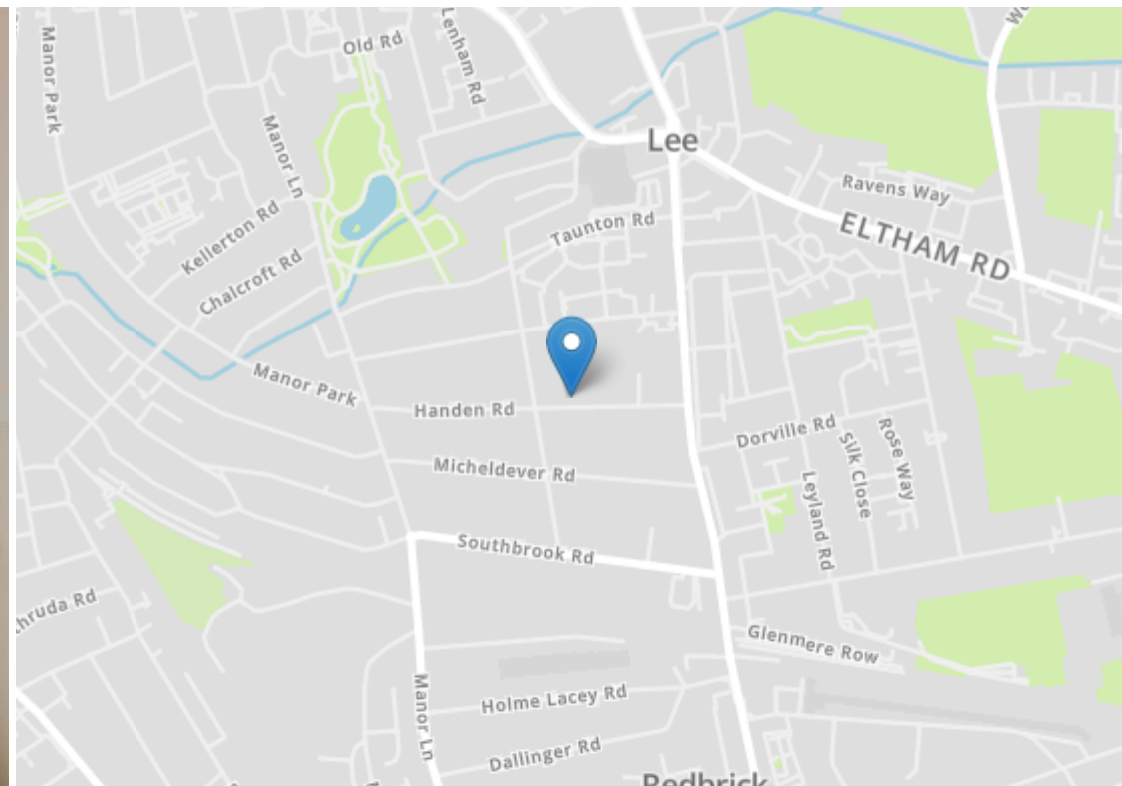 Manor Park
Old Rd
Lenham Rd
Manor Ln
Lee
Ravens Way
ELTHAM RD
Kellerton Rd
Taunton Rd
Chalcroft Rd
Manor Park
Handen Rd
Dorville Rd
Rose Way
Silk Close
Micheldever Rd
Leyland Rd
Southbrook Rd
hruda Rd
Glenmere Row
Manor Ln
Holme Lacey Rd
Dallinger Rd
Redbrick